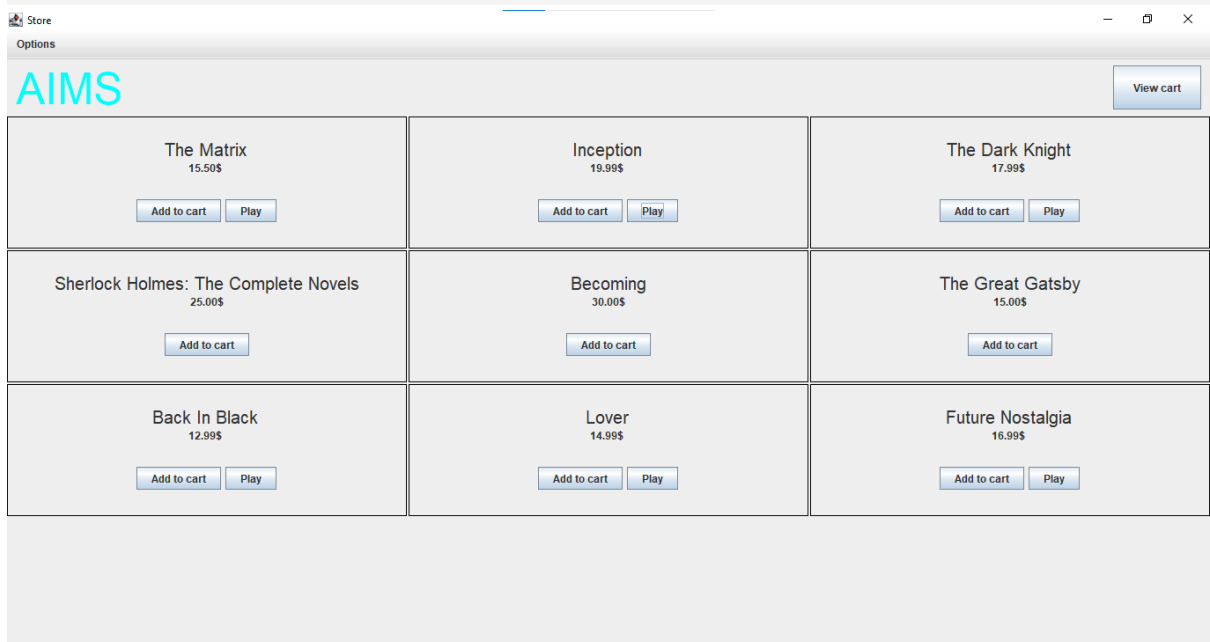 Store
Options
AIMS
View cart
The Matrix
15.50$
Add to cart Play
Inception
19.99$
Add to cart Play
The Dark Knight
17.99$
Add to cart Play
Sherlock Holmes: The Complete Novels
25.00$
Add to cart
Becoming
30.00$
Add to cart
The Great Gatsby
15.00$
Add to cart
Back In Black
12.99$
Add to cart Play
Lover
14.99$
Add to cart Play
Future Nostalgia
16.99$
Add to cart Play